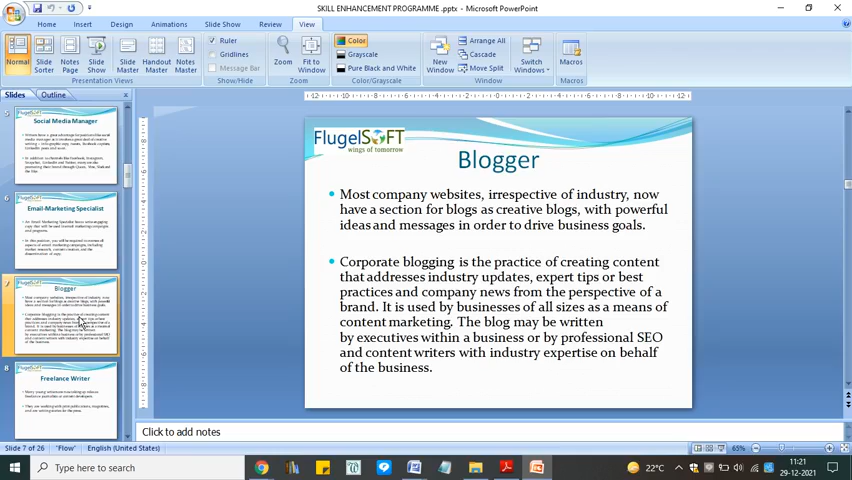 SKILL ENHANCEMENT PROGRAMME .pptx - Microsoft PowerPoint
Home Insert Design Animations Slide Show Review View
Normal Slide Sorter Notes Page Slide Show Slide Master Handout Master Notes Master
Presentation Views
Ruler
Gridlines
Message Bar
Show/Hide
Zoom Fit to Window
Zoom
Color
Grayscale
Pure Black and White
Color/Grayscale
New Window
Arrange All
Cascade
Move Split
Switch Windows
Window
Macros
Macros
Slides Outline
5
FlugelSOFT
Social Media Manager
6
FlugelSOFT
Email-Marketing Specialist
7
FlugelSOFT
Blogger
8
FlugelSOFT
Freelance Writer
FlugelSOFT
wings of tomorrow
Blogger
Most company websites, irrespective of industry, now
have a section for blogs as creative blogs, with powerful
ideas and messages in order to drive business goals.
Corporate blogging is the practice of creating content
that addresses industry updates, expert tips or best
practices and company news from the perspective of a
brand. It is used by businesses of all sizes as a means of
content marketing. The blog may be written
by executives within a business or by professional SEO
and content writers with industry expertise on behalf
of the business.
Click to add notes
Slide 7 of 26 "Flow" English (United States) 65%
Type here to search
22°C
11:21
29-12-2021